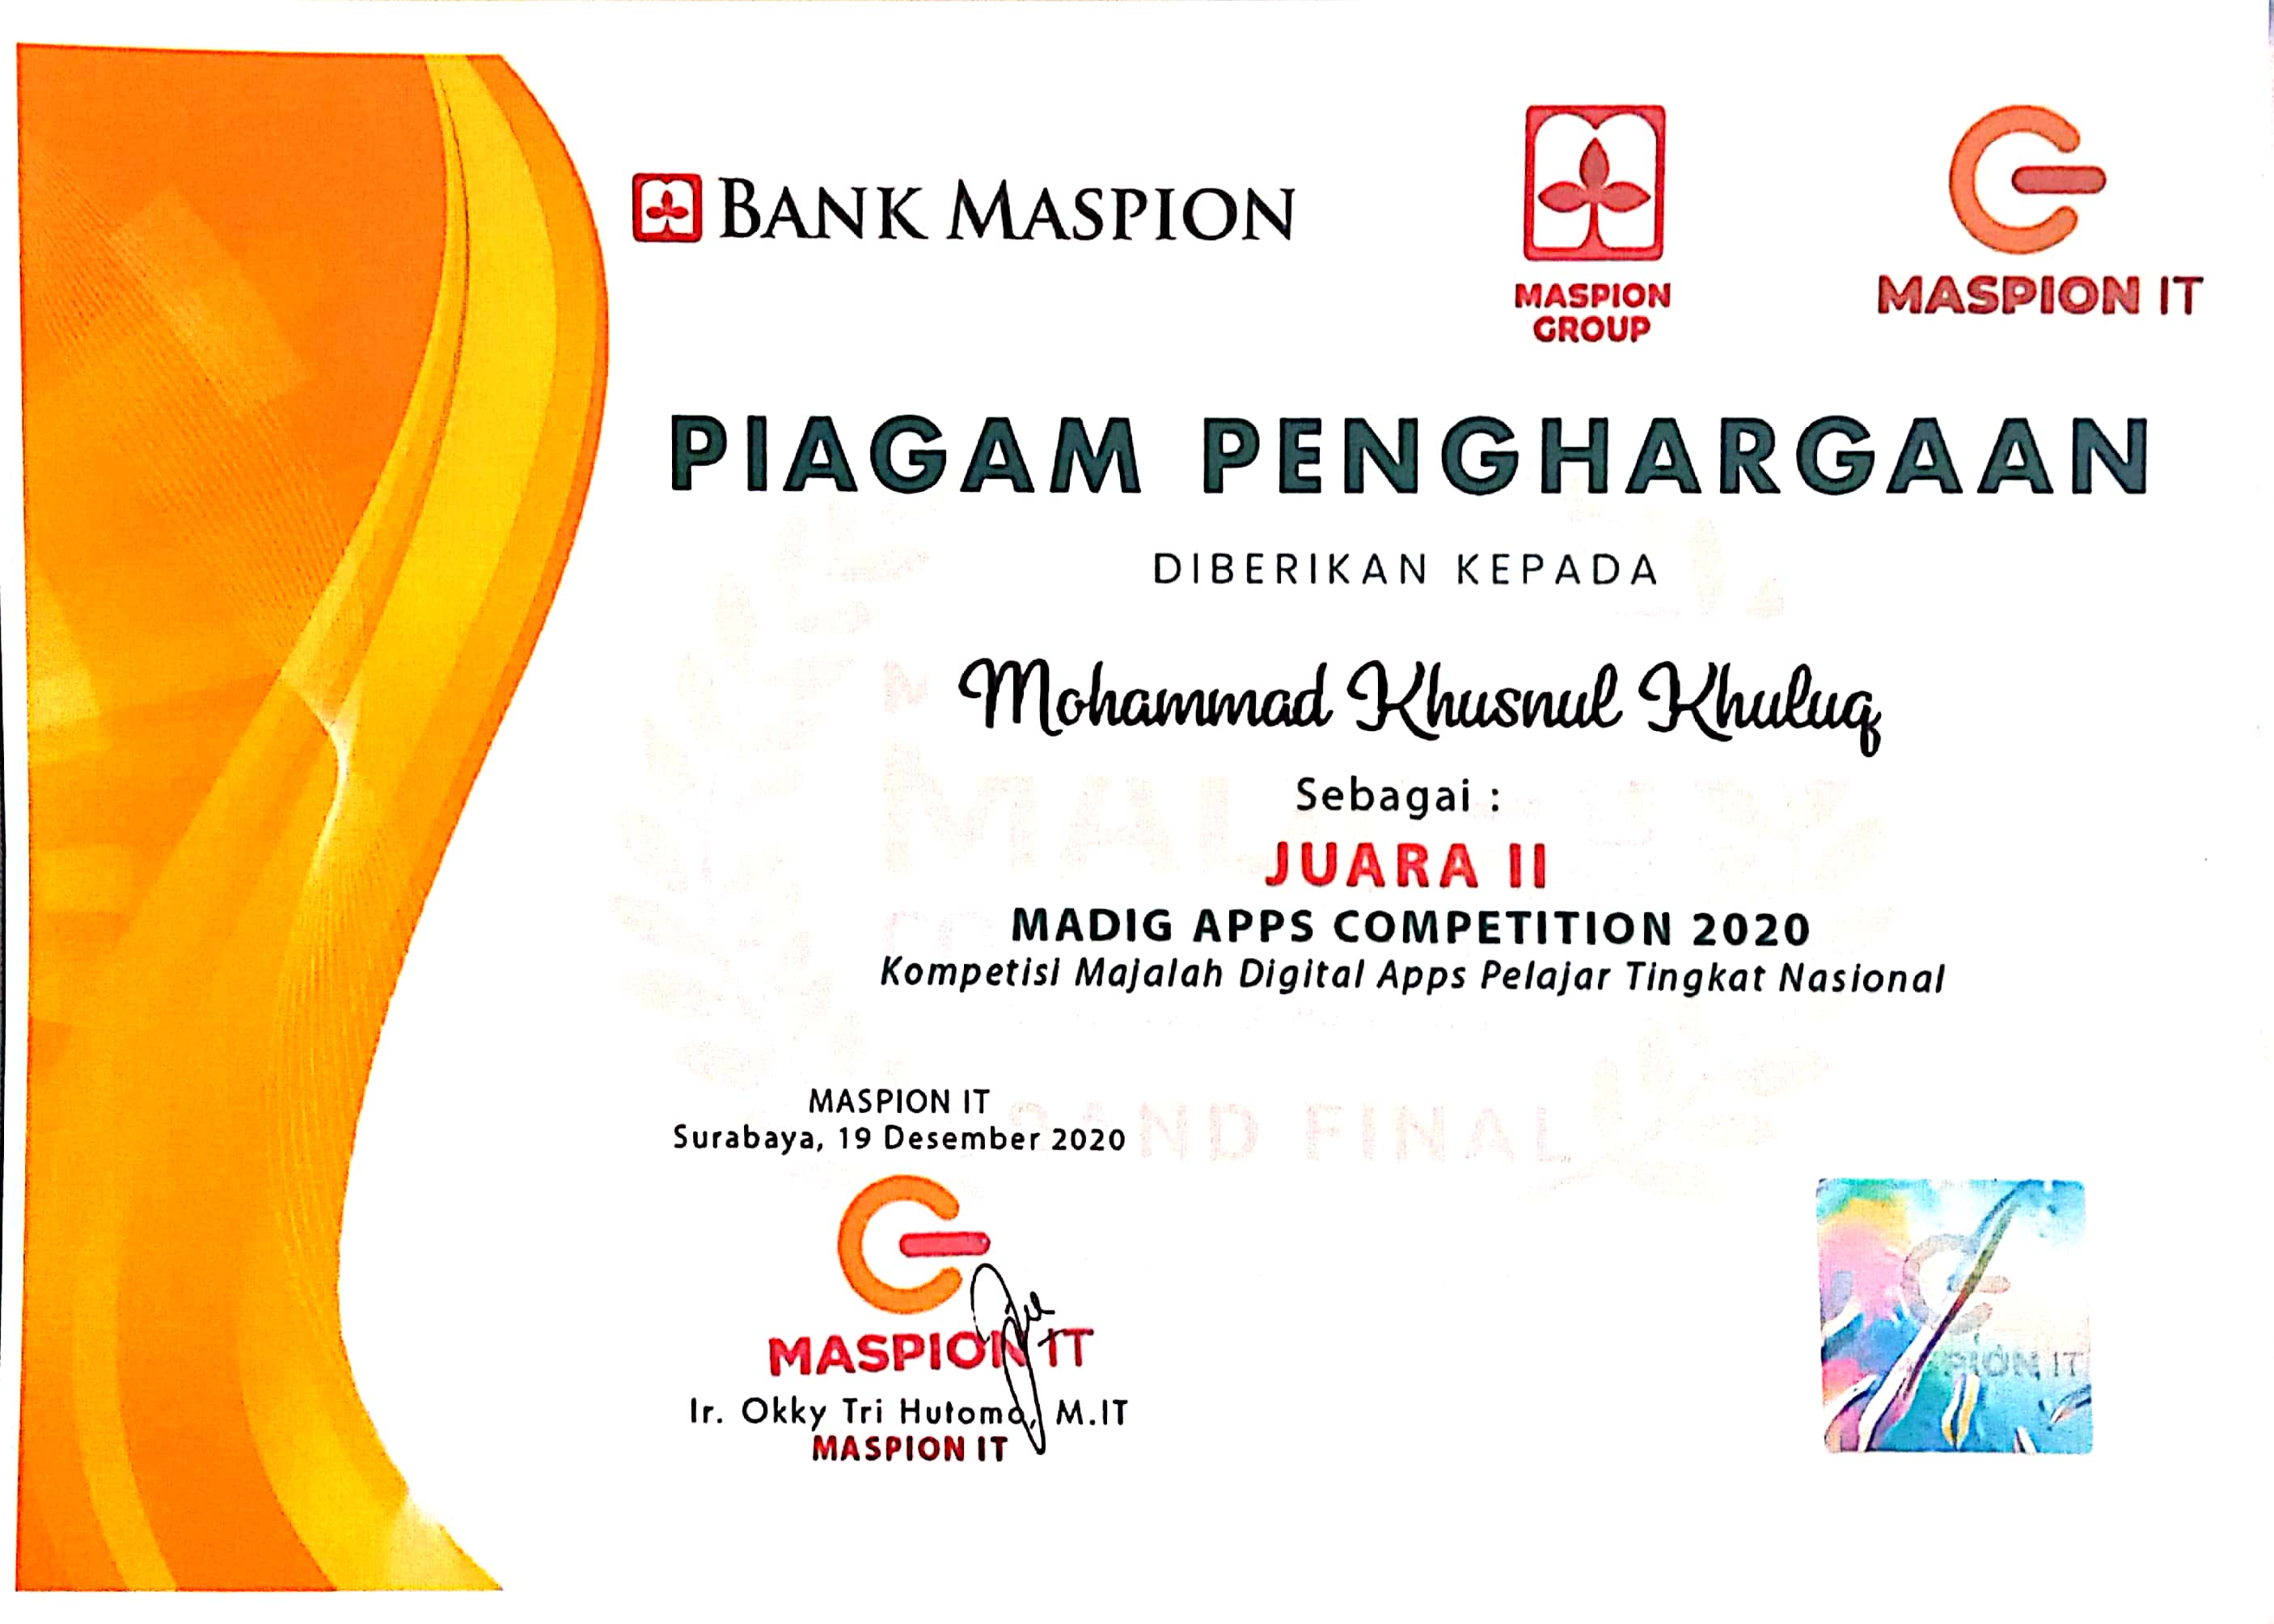 BANK MASPION
MASPION
GROUP
MASPION IT
PIAGAM PENGHARGAAN
DIBERIKAN KEPADA
Mohammad Khusnul Khuluq
Sebagai :
JUARA II
MADIG APPS COMPETITION 2020
Kompetisi Majalah Digital Apps Pelajar Tingkat Nasional
MASPION IT
Surabaya, 19 Desember 2020
FINAL
MASPION IT
Ir. Okky Tri Hutomo, M.IT
MASPION IT
IT